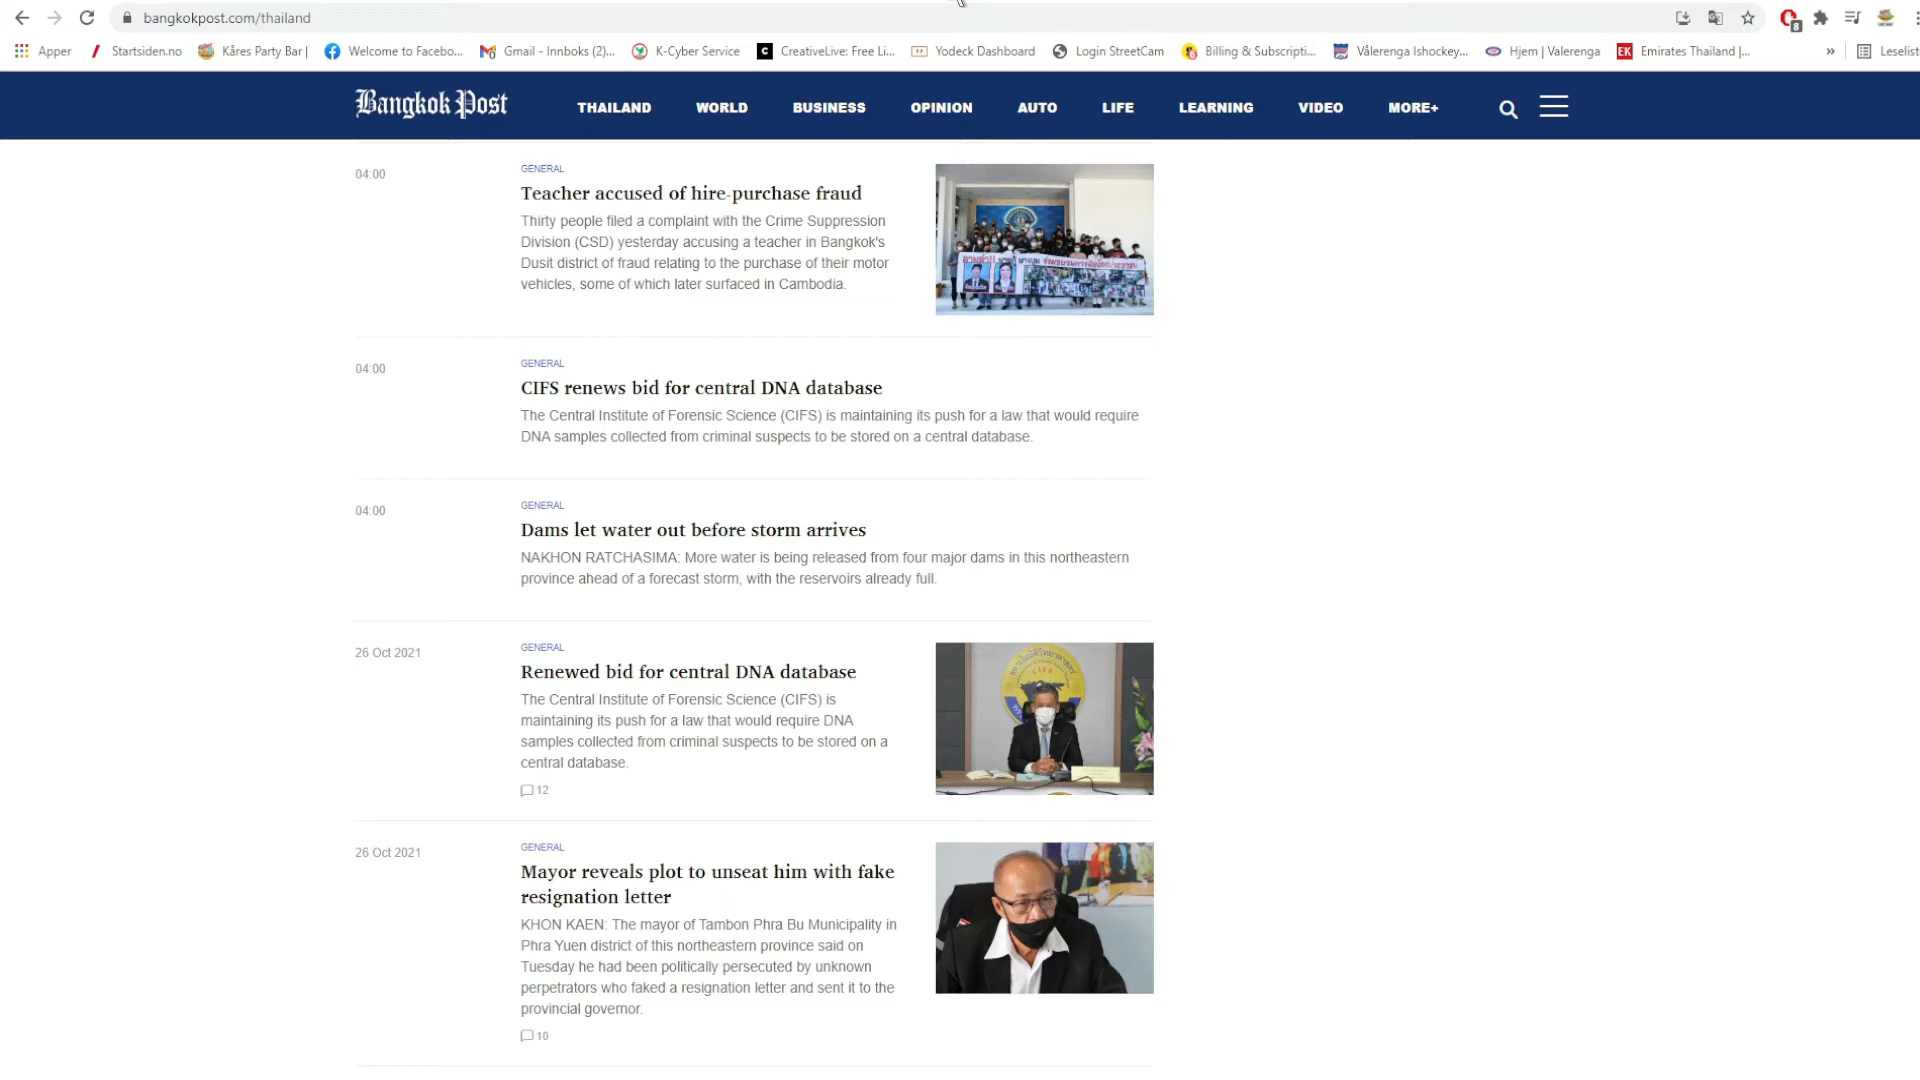 bangkokpost.com/thailand
Apper
Startsiden.no
Kåres Party Bar |
Welcome to Facebo...
Gmail - Innboks (2)...
K-Cyber Service
CreativeLive: Free Li...
Yodeck Dashboard
Login StreetCam
Billing & Subscripti...
Vålerenga Ishockey...
Hjem | Valerenga
EK
Emirates Thailand |...
»
Leselist
8
Bangkok Post
THAILAND
WORLD
BUSINESS
OPINION
AUTO
LIFE
LEARNING
VIDEO
MORE+
04:00
GENERAL
Teacher accused of hire-purchase fraud
Thirty people filed a complaint with the Crime Suppression
Division (CSD) yesterday accusing a teacher in Bangkok's
Dusit district of fraud relating to the purchase of their motor
vehicles, some of which later surfaced in Cambodia.
04:00
GENERAL
CIFS renews bid for central DNA database
The Central Institute of Forensic Science (CIFS) is maintaining its push for a law that would require
DNA samples collected from criminal suspects to be stored on a central database.
04:00
GENERAL
Dams let water out before storm arrives
NAKHON RATCHASIMA: More water is being released from four major dams in this northeastern
province ahead of a forecast storm, with the reservoirs already full.
26 Oct 2021
GENERAL
Renewed bid for central DNA database
The Central Institute of Forensic Science (CIFS) is
maintaining its push for a law that would require DNA
samples collected from criminal suspects to be stored on a
central database.
12
CIFS
26 Oct 2021
GENERAL
Mayor reveals plot to unseat him with fake
resignation letter
KHON KAEN: The mayor of Tambon Phra Bu Municipality in
Phra Yuen district of this northeastern province said on
Tuesday he had been politically persecuted by unknown
perpetrators who faked a resignation letter and sent it to the
provincial governor.
10